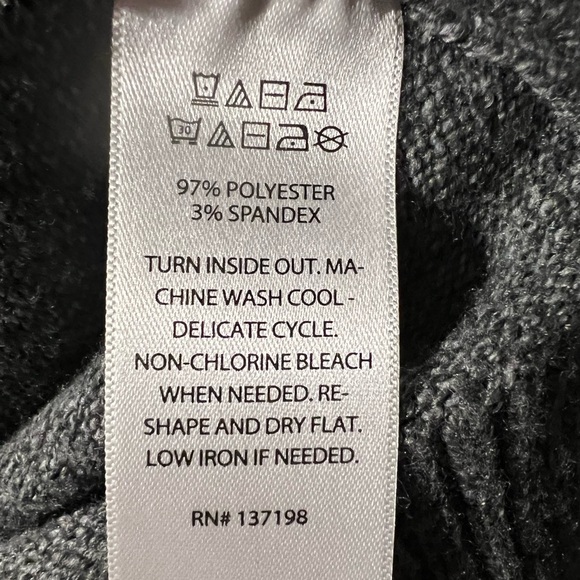 30
97% POLYESTER
3% SPANDEX
TURN INSIDE OUT. MA-
CHINE WASH COOL -
DELICATE CYCLE.
NON-CHLORINE BLEACH
WHEN NEEDED. RE-
SHAPE AND DRY FLAT.
LOW IRON IF NEEDED.
RN# 137198